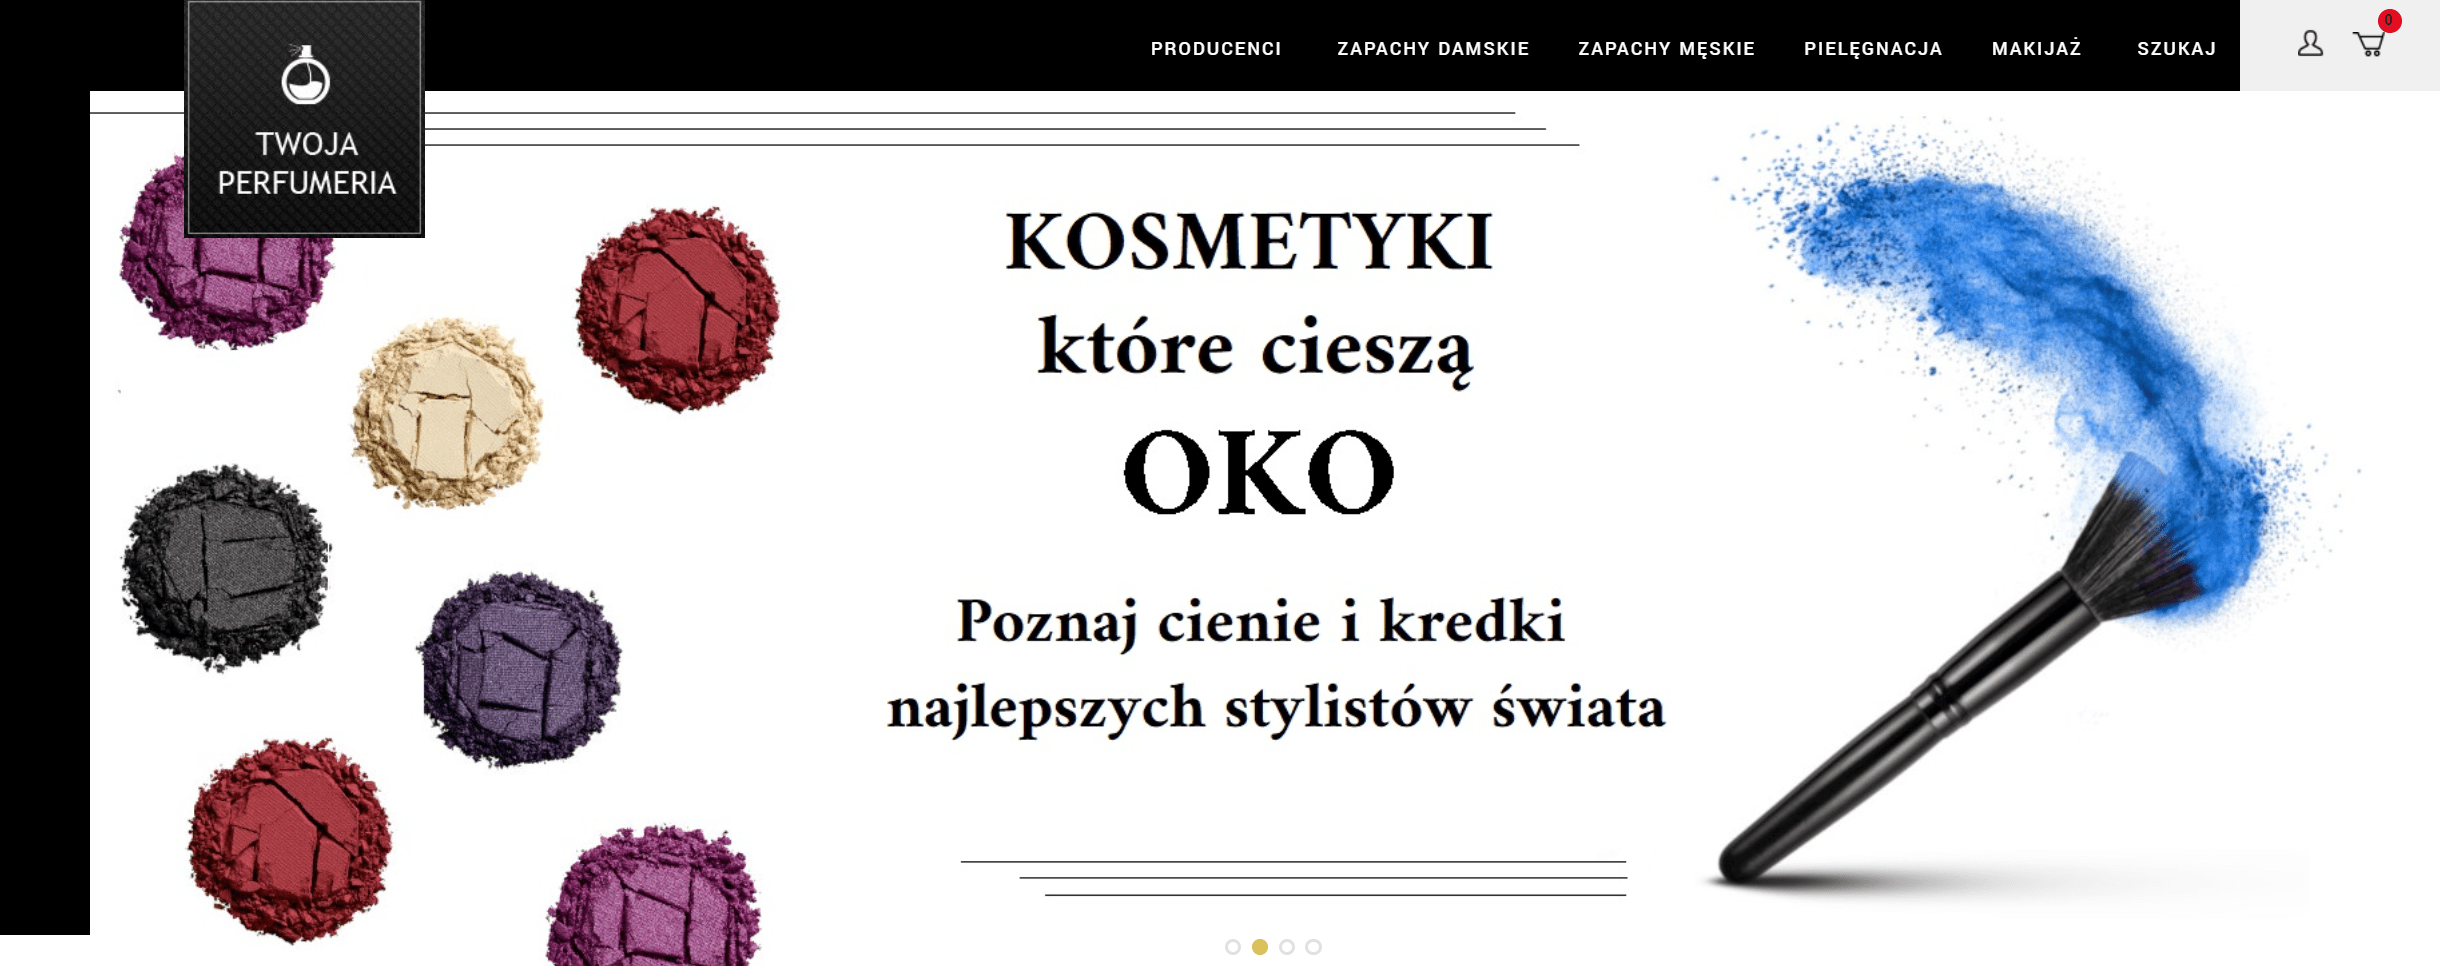 TWOJA
PERFUMERIA
PRODUCENCI ZAPACHY DAMSKIE ZAPACHY MĘSKIE PIELĘGNACJA MAKIJAŻ SZUKAJ 0
KOSMETYKI
które cieszą
OKO
Poznaj cienie i kredki
najlepszych stylistów świata